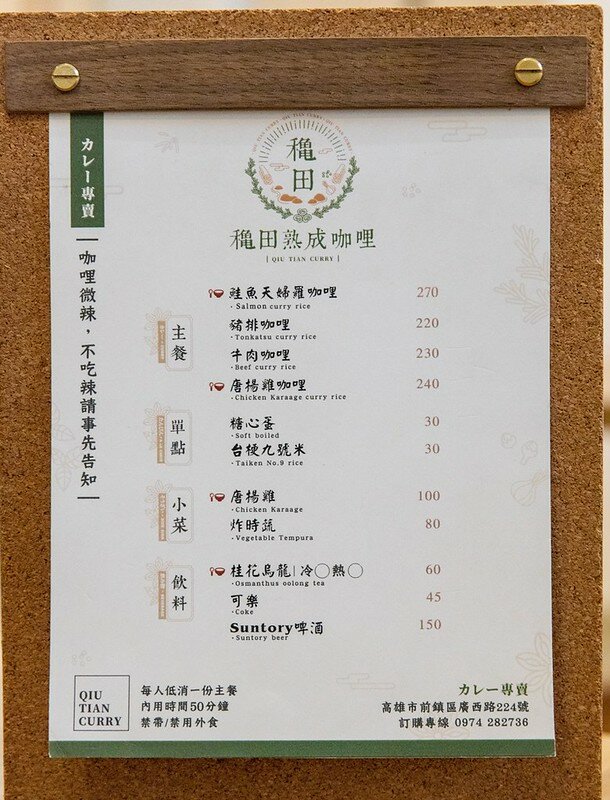 カレー專賣
咖哩微辣，不吃辣請事先告知
QIU TIAN CURRY · QIU TIAN CURRY
穐田
穐田熟成咖哩
QIU TIAN CURRY
主餐
鮭魚天婦羅咖哩 270
·Salmon curry rice
豬排咖哩 220
·Tonkatsu curry rice
牛肉咖哩 230
·Beef curry rice
唐揚雞咖哩 240
·Chicken Karaage curry rice
單點
糖心蛋 30
·Soft boiled
台梗九號米 30
·Taiken No.9 rice
小菜
唐揚雞 100
·Chicken Karaage
炸時蔬 80
·Vegetable Tempura
飲料
桂花烏龍| 冷◯熱◯ 60
·Osmanthus oolong tea
可樂 45
·Coke
Suntory啤酒 150
·Suntory beer
QIU
TIAN
CURRY
每人低消一份主餐
內用時間50分鐘
禁帶/禁用外食
カレー專賣
高雄市前鎮區廣西路224號
訂購專線 0974 282736